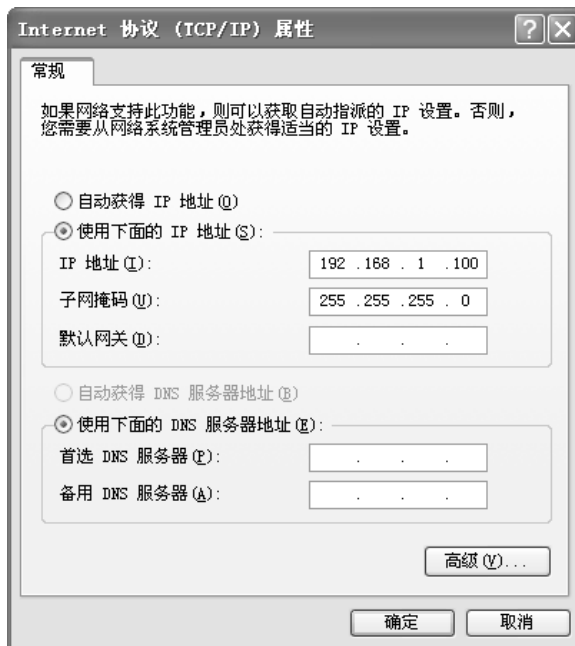 Internet 协议 (TCP/IP) 属性
常规
如果网络支持此功能，则可以获取自动指派的 IP 设置。否则，
您需要从网络系统管理员处获得适当的 IP 设置。
自动获得 IP 地址(O)
使用下面的 IP 地址(S):
IP 地址(I): 192 .168 . 1 .100
子网掩码(U): 255 .255 .255 . 0
默认网关(D): . . .
自动获得 DNS 服务器地址(B)
使用下面的 DNS 服务器地址(E):
首选 DNS 服务器(P): . . .
备用 DNS 服务器(A): . . .
高级(V)...
确定 取消